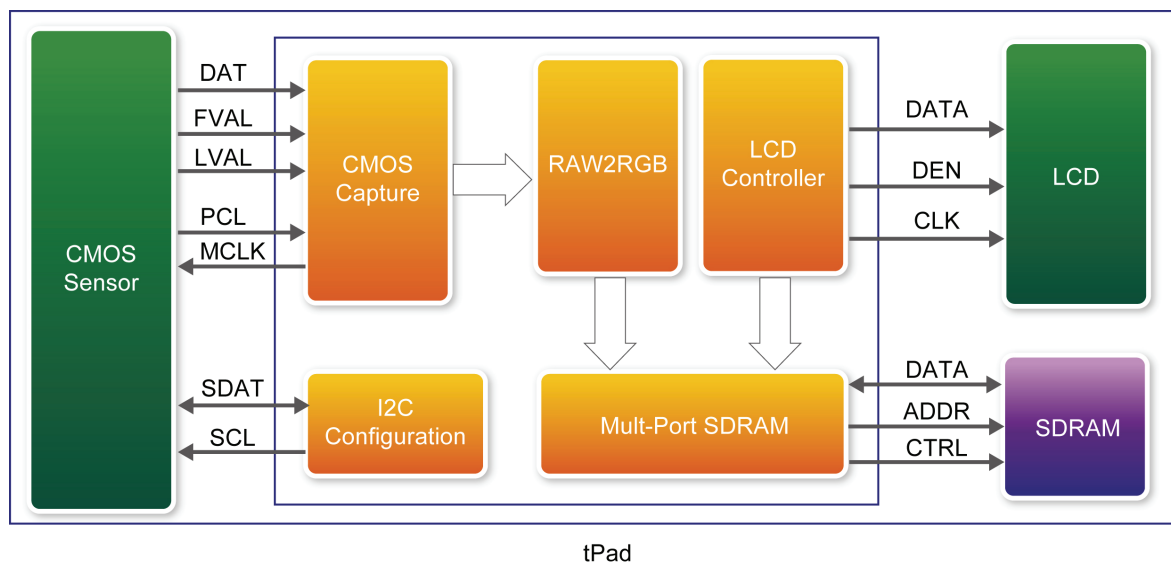 DAT
FVAL
LVAL
PCL
MCLK
SDAT
SCL
CMOS
Sensor
CMOS
Capture
RAW2RGB
LCD
Controller
DATA
DEN
CLK
LCD
I2C
Configuration
Mult-Port SDRAM
DATA
ADDR
CTRL
SDRAM
tPad